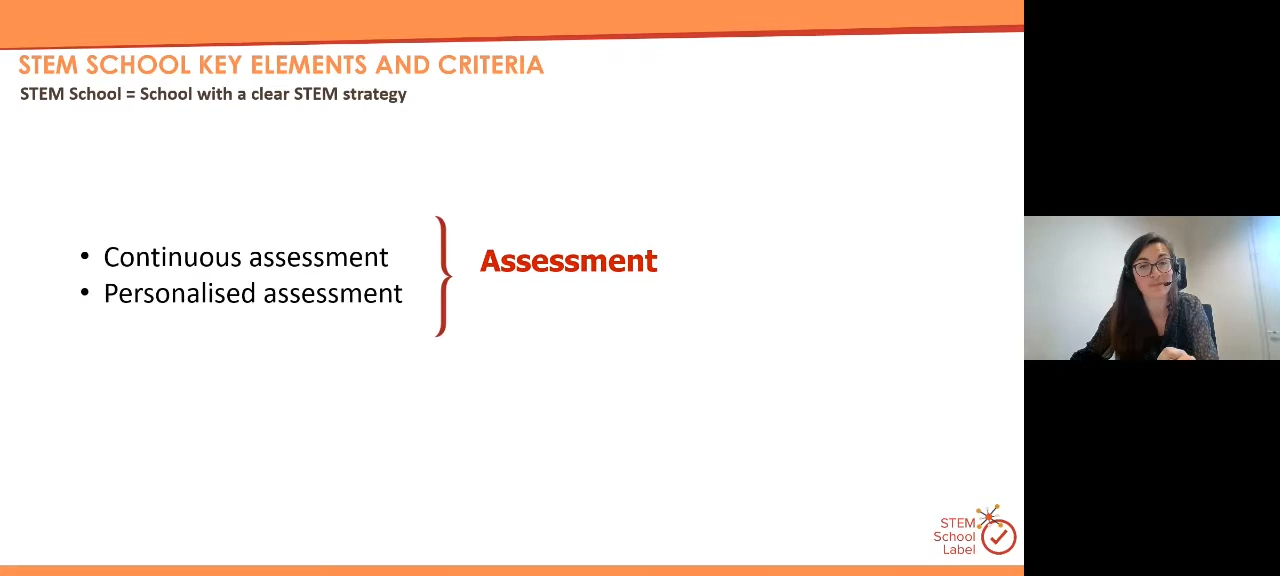 STEM SCHOOL KEY ELEMENTS AND CRITERIA
STEM School = School with a clear STEM strategy
• Continuous assessment
• Personalised assessment
Assessment
STEM
School
Label